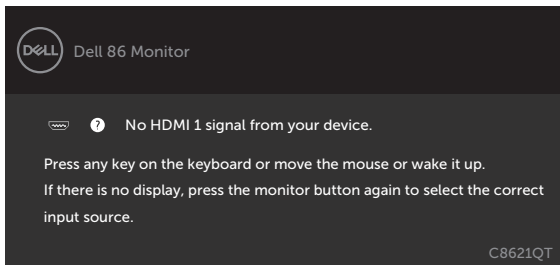 DELL
Dell 86 Monitor
? No HDMI 1 signal from your device.
Press any key on the keyboard or move the mouse or wake it up.
If there is no display, press the monitor button again to select the correct
input source.
C8621QT